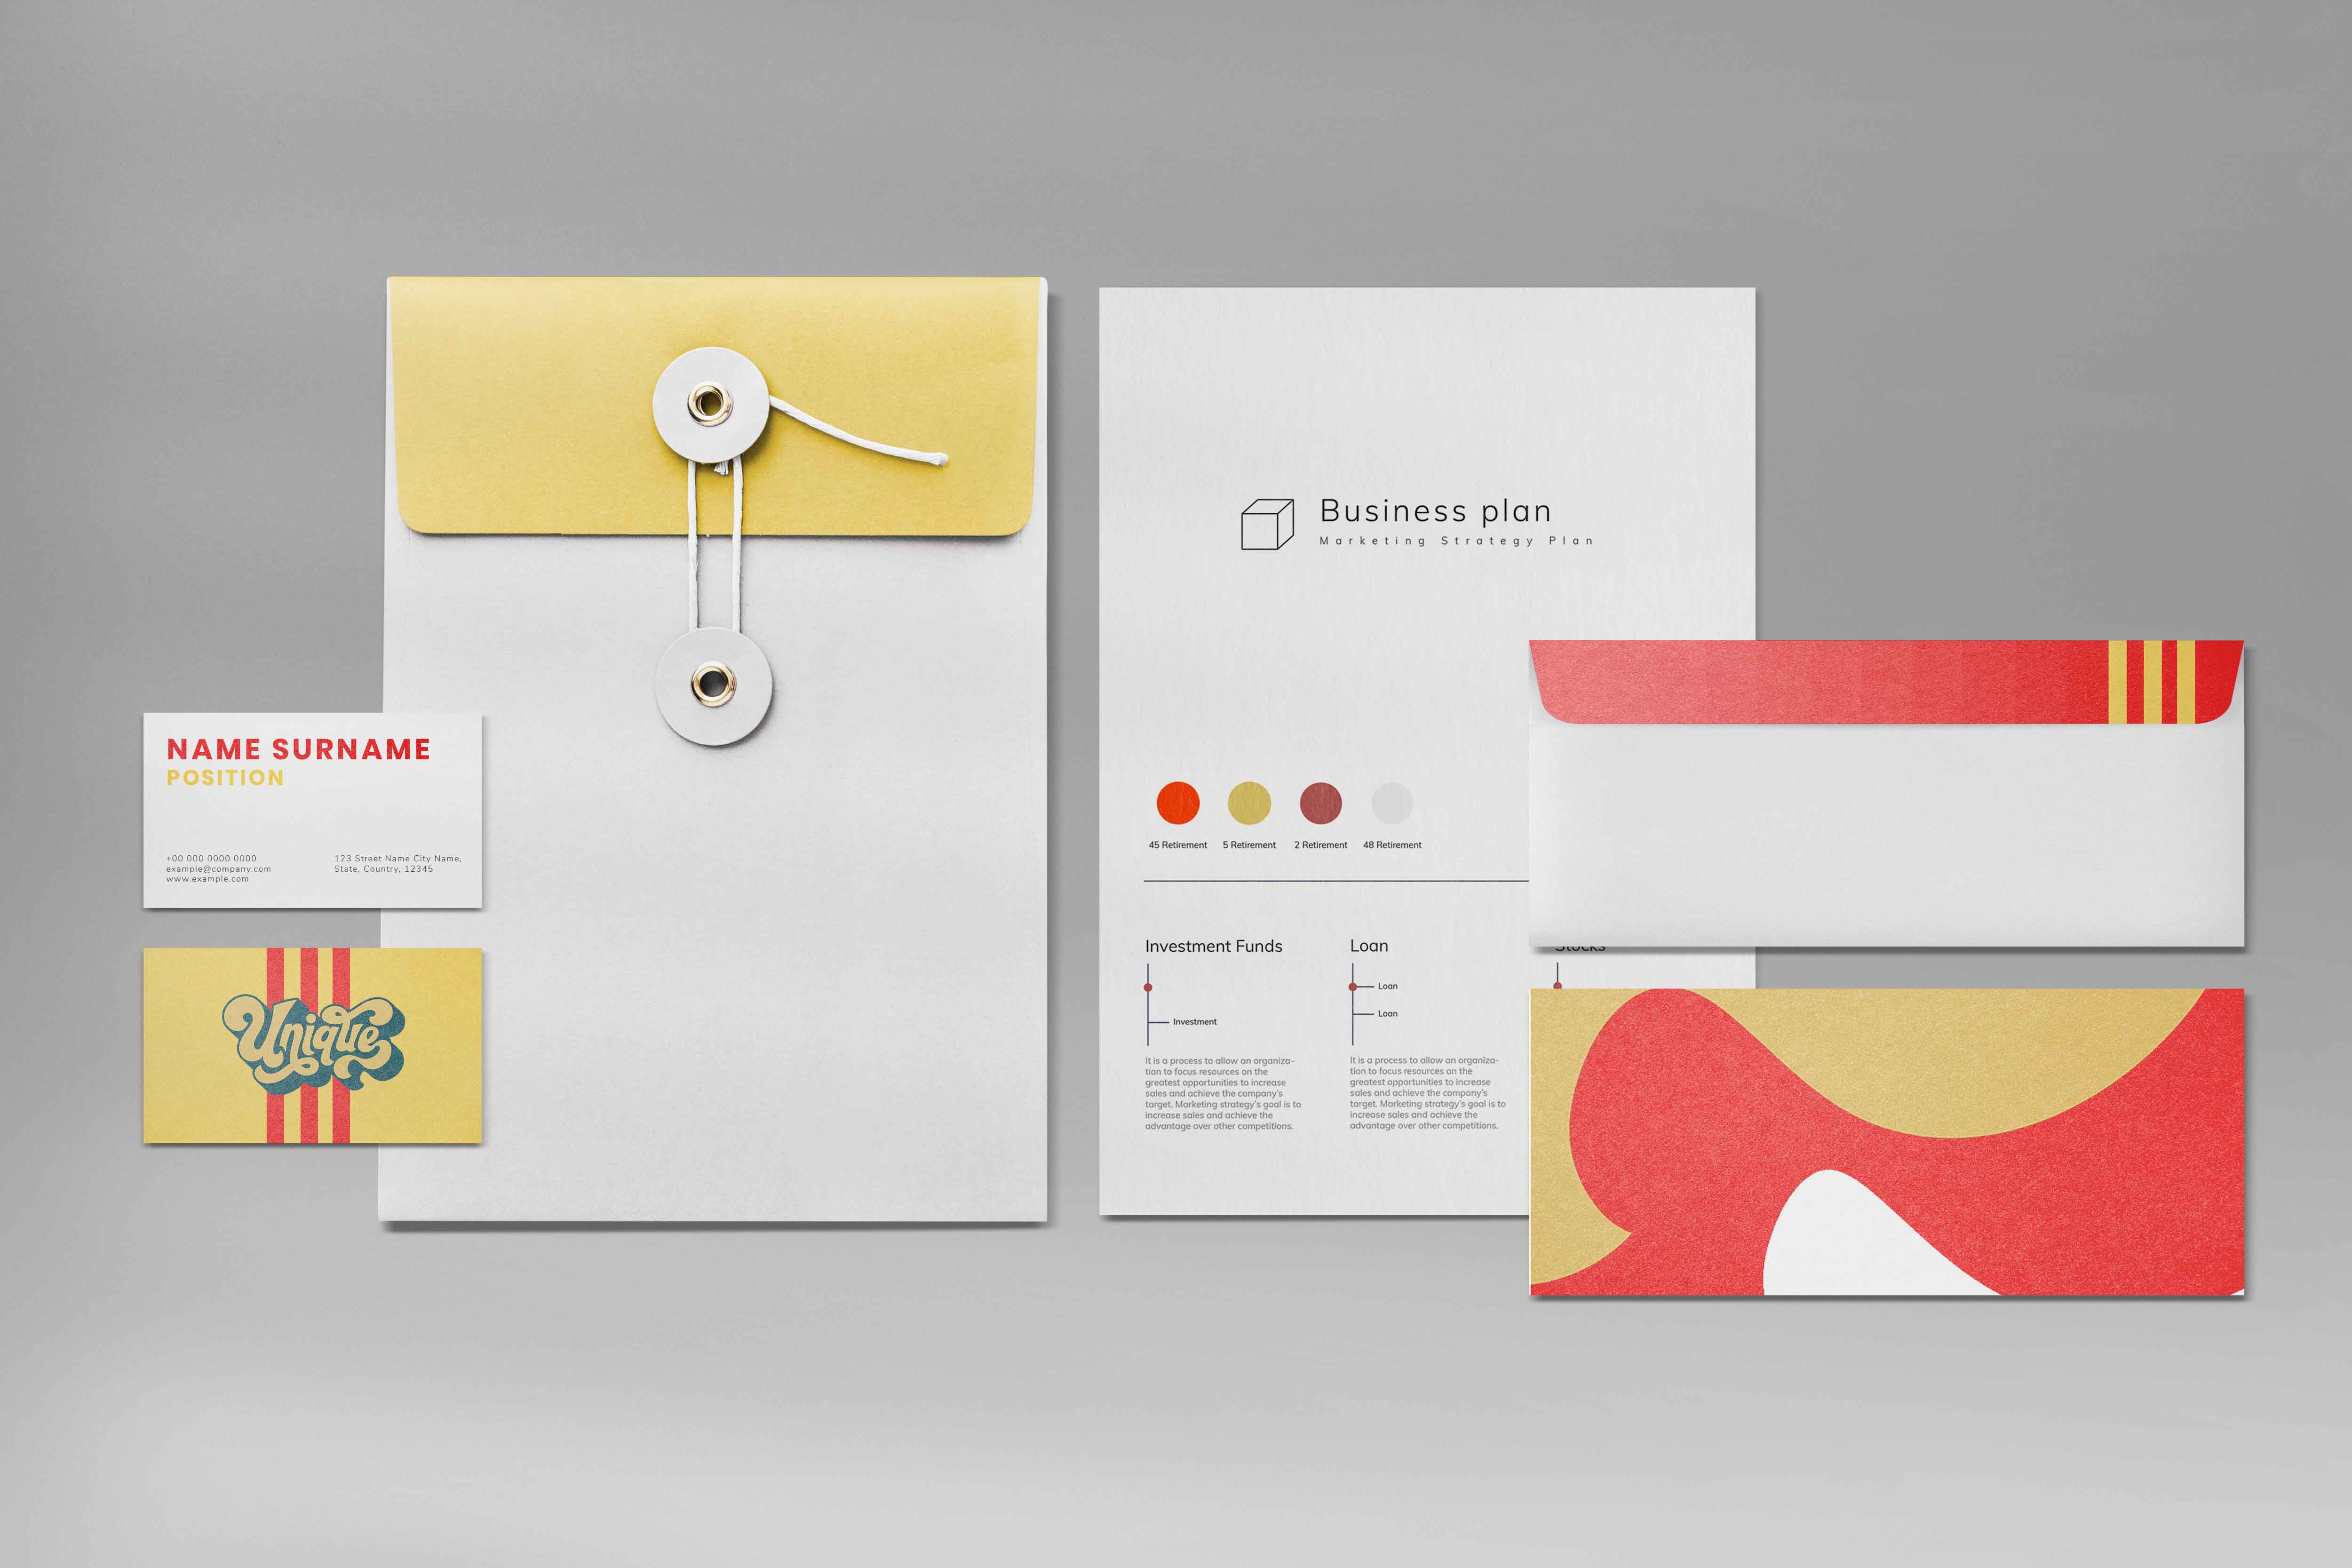 NAME SURNAME
POSITION
+00 000 0000 0000
example@company.com
www.example.com
123 Street Name City Name,
State, Country, 12345
Unique
Business plan
Marketing Strategy Plan
45 Retirement
5 Retirement
2 Retirement
48 Retirement
Investment Funds
Investment
It is a process to allow an organiza-
tion to focus resources on the
greatest opportunities to increase
sales and achieve the company's
target. Marketing strategy's goal is to
increase sales and achieve the
advantage over other competitions.
Loan
Loan
Loan
It is a process to allow an organiza-
tion to focus resources on the
greatest opportunities to increase
sales and achieve the company's
target. Marketing strategy's goal is to
increase sales and achieve the
advantage over other competitions.
Stocks